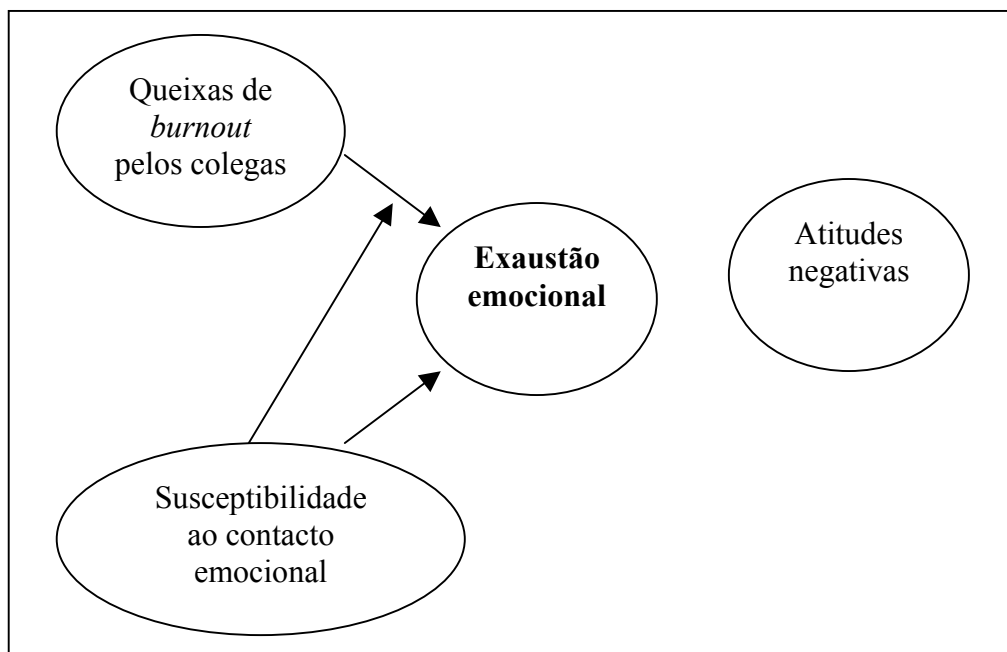 Queixas de
burnout
pelos colegas
Exaustão
emocional
Atitudes
negativas
Susceptibilidade
ao contacto
emocional